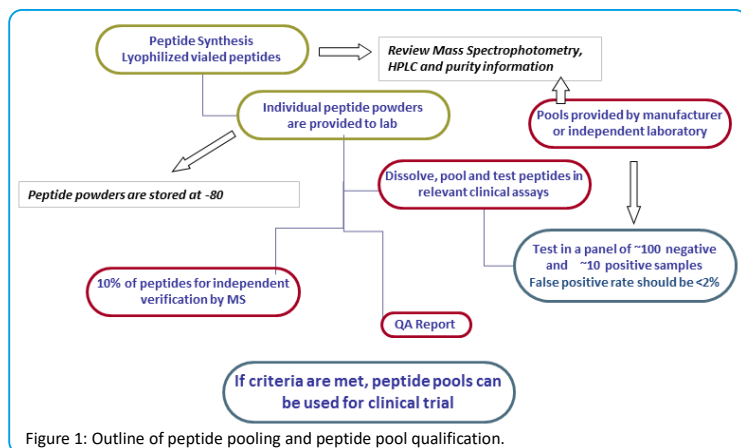 Peptide Synthesis
Lyophilized vialed peptides
Review Mass Spectrophotometry,
HPLC and purity information
Individual peptide powders
are provided to lab
Pools provided by manufacturer
or independent laboratory
Peptide powders are stored at -80
Dissolve, pool and test peptides in
relevant clinical assays
10% of peptides for independent
verification by MS
Test in a panel of ~100 negative
and ~10 positive samples
False positive rate should be <2%
QA Report
If criteria are met, peptide pools can
be used for clinical trial
Figure 1: Outline of peptide pooling and peptide pool qualification.